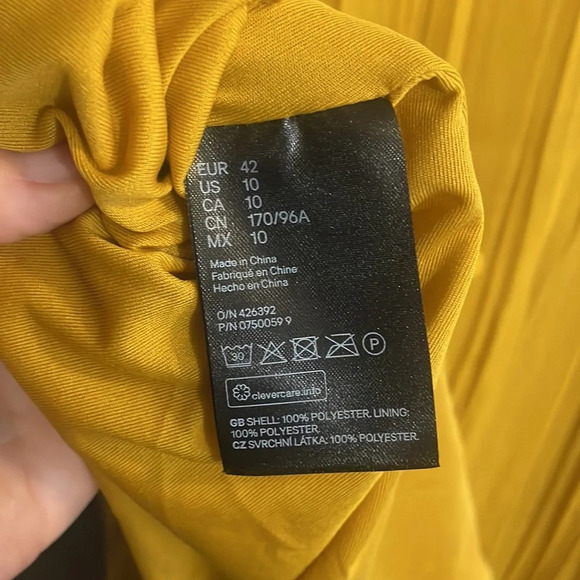 EUR 42
US 10
CA 10
CN 170/96A
MX 10
Made in China
Fabriqué en Chine
Hecho en China
O/N 426392
P/N 0750059 9
30 P
clevercare.info
GB SHELL: 100% POLYESTER. LINING:
100% POLYESTER.
CZ SVRCHNÍ LÁTKA: 100% POLYESTER